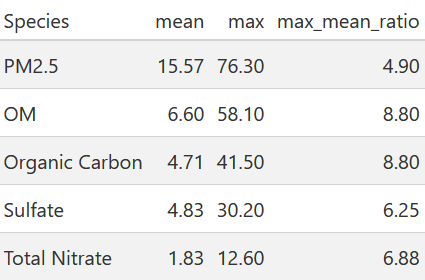 Species mean max max_mean_ratio
PM2.5 15.57 76.30 4.90
OM 6.60 58.10 8.80
Organic Carbon 4.71 41.50 8.80
Sulfate 4.83 30.20 6.25
Total Nitrate 1.83 12.60 6.88